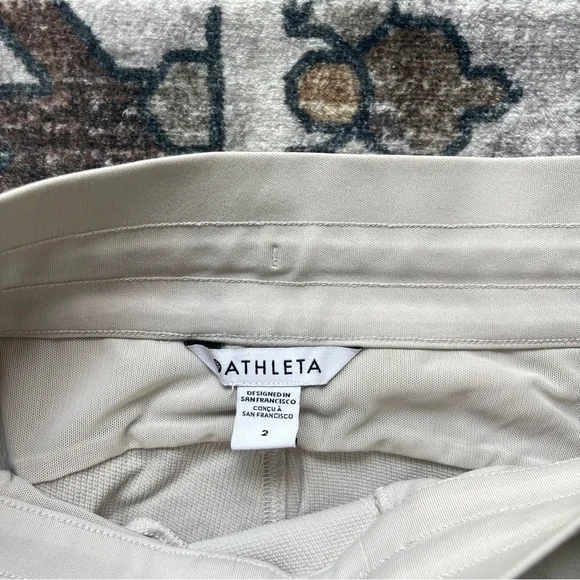 ATHLETA
DESIGNED IN
SAN FRANCISCO
CONÇU À
SAN FRANCISCO
2